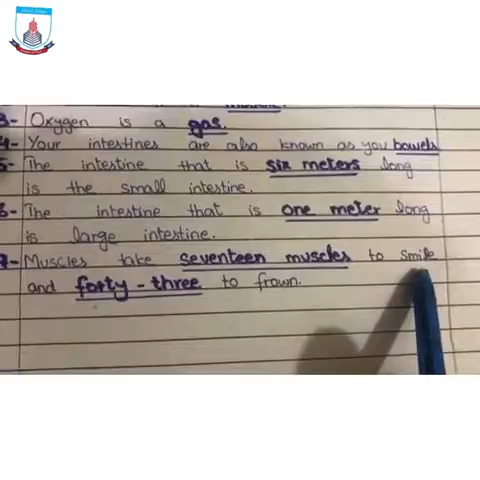 3- Oxygen is a gas.
4- Your intestines are also known as you bowels
5- The intestine that is six meters long
is the small intestine.
6- The intestine that is one meter long
is large intestine.
7- Muscles take seventeen muscles to smile
and forty-three to frown.